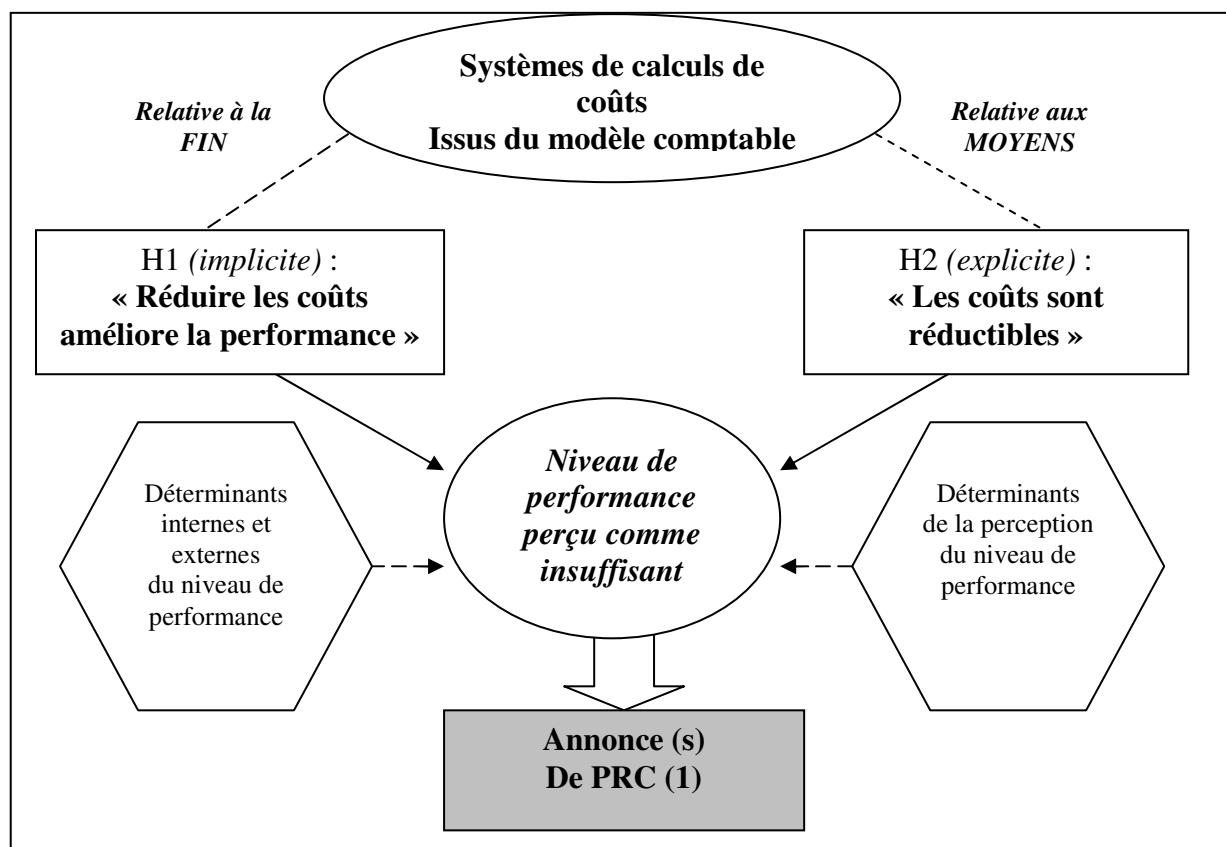 Systèmes de calculs de
coûts
Issus du modèle comptable
Relative à la
FIN
Relative aux
MOYENS
H1 (implicite) :
« Réduire les coûts
améliore la performance »
H2 (explicite) :
« Les coûts sont
réductibles »
Déterminants
internes et
externes
du niveau de
performance
Niveau de
performance
perçu comme
insuffisant
Déterminants
de la perception
du niveau de
performance
Annonce (s)
De PRC (1)